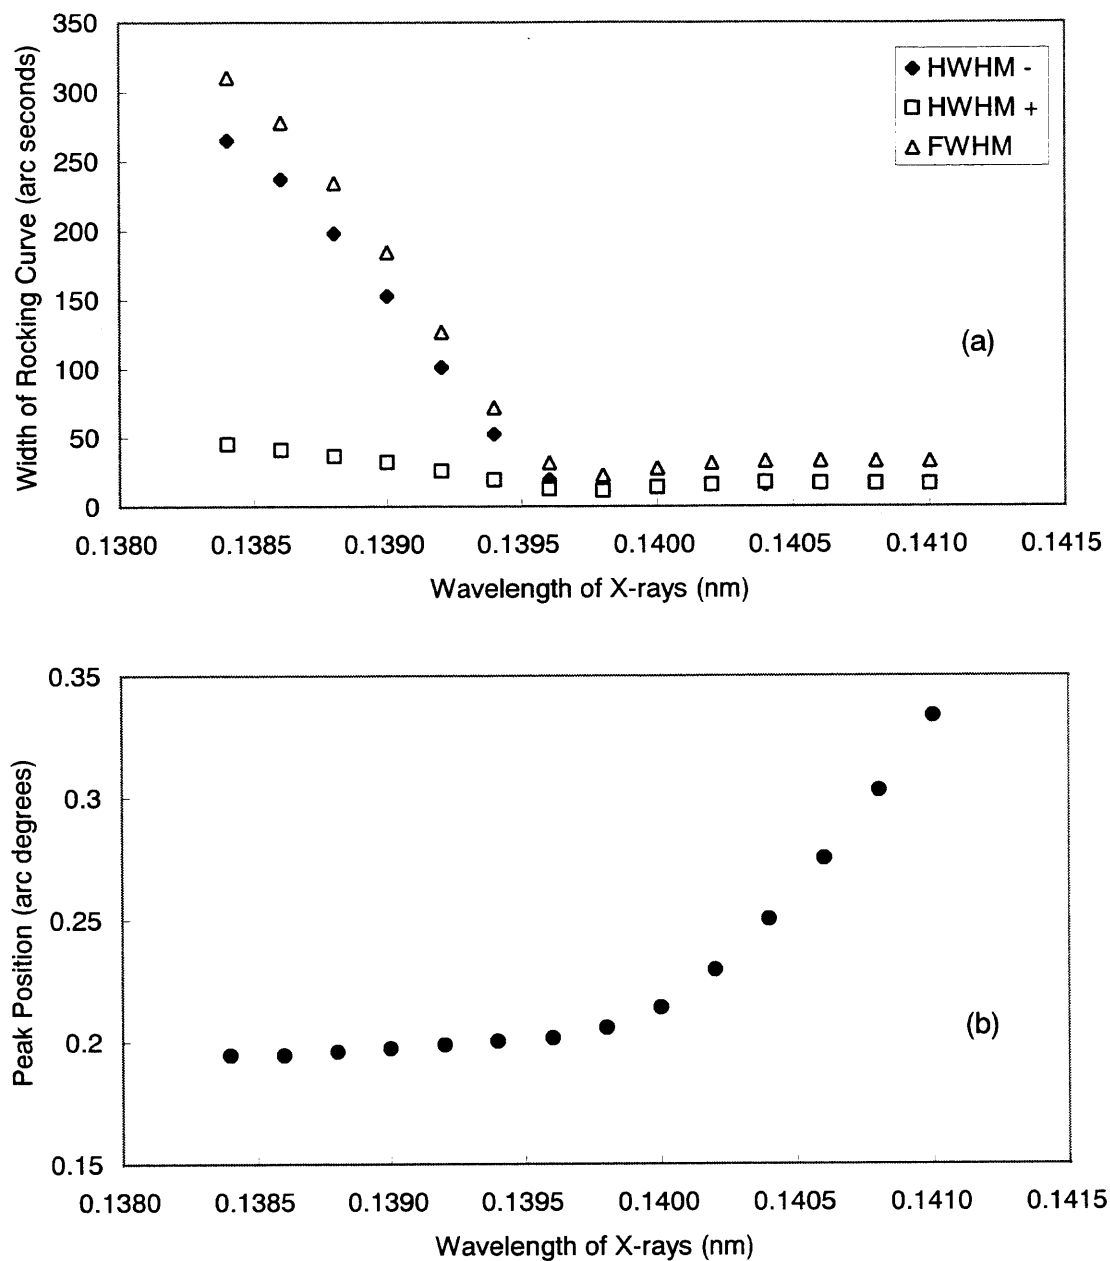 350
300
250
200
150
100
50
0
Width of Rocking Curve (arc seconds)
HWHM -
HWHM +
FWHM
(a)
0.1380 0.1385 0.1390 0.1395 0.1400 0.1405 0.1410 0.1415
Wavelength of X-rays (nm)
0.35
0.3
0.25
0.2
0.15
Peak Position (arc degrees)
(b)
0.1380 0.1385 0.1390 0.1395 0.1400 0.1405 0.1410 0.1415
Wavelength of X-rays (nm)